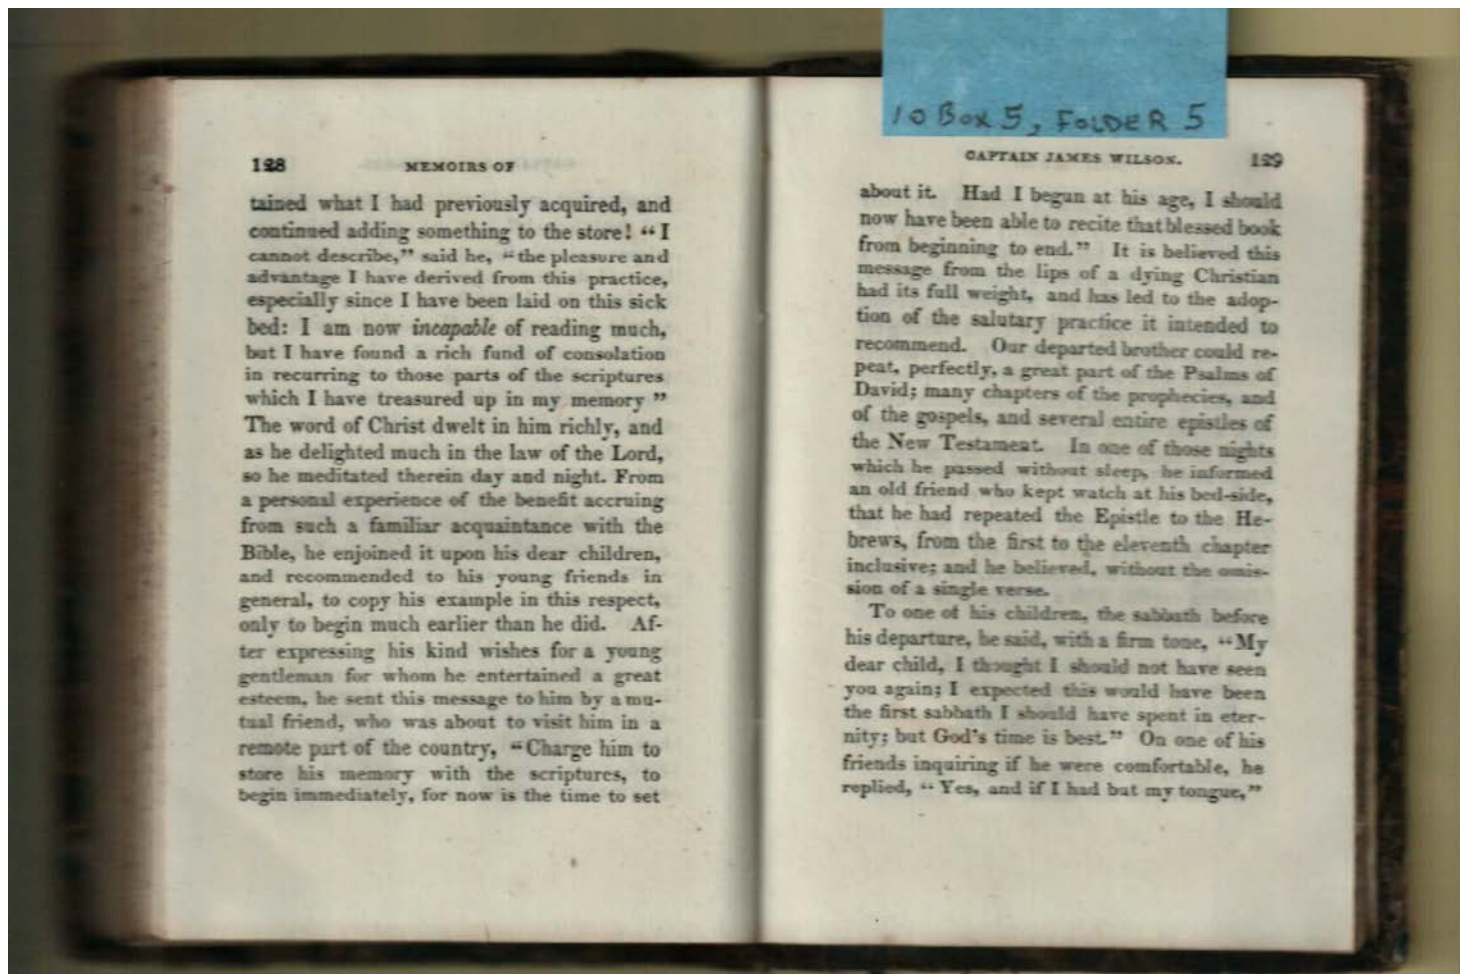 10 Box 5, FOLDER 5
128 MEMOIRS OF
tained what I had previously acquired, and
continued adding something to the store! “I
cannot describe,” said he, “the pleasure and
advantage I have derived from this practice,
especially since I have been laid on this sick
bed: I am now incapable of reading much,
but I have found a rich fund of consolation
in recurring to those parts of the scriptures
which I have treasured up in my memory ”
The word of Christ dwelt in him richly, and
as he delighted much in the law of the Lord,
so he meditated therein day and night. From
a personal experience of the benefit accruing
from such a familiar acquaintance with the
Bible, he enjoined it upon his dear children,
and recommended to his young friends in
general, to copy his example in this respect,
only to begin much earlier than he did. Af-
ter expressing his kind wishes for a young
gentleman for whom he entertained a great
esteem, he sent this message to him by a mu-
tual friend, who was about to visit him in a
remote part of the country, “Charge him to
store his memory with the scriptures, to
begin immediately, for now is the time to set
CAPTAIN JAMES WILSON. 129
about it. Had I begun at his age, I should
now have been able to recite that blessed book
from beginning to end.” It is believed this
message from the lips of a dying Christian
had its full weight, and has led to the adop-
tion of the salutary practice it intended to
recommend. Our departed brother could re-
peat, perfectly, a great part of the Psalms of
David; many chapters of the prophecies, and
of the gospels, and several entire epistles of
the New Testament. In one of those nights
which he passed without sleep, he informed
an old friend who kept watch at his bed-side,
that he had repeated the Epistle to the He-
brews, from the first to the eleventh chapter
inclusive; and he believed, without the omis-
sion of a single verse.
To one of his children, the sabbath before
his departure, he said, with a firm tone, “My
dear child, I thought I should not have seen
you again; I expected this would have been
the first sabbath I should have spent in eter-
nity; but God’s time is best.” On one of his
friends inquiring if he were comfortable, he
replied, “Yes, and if I had but my tongue,”